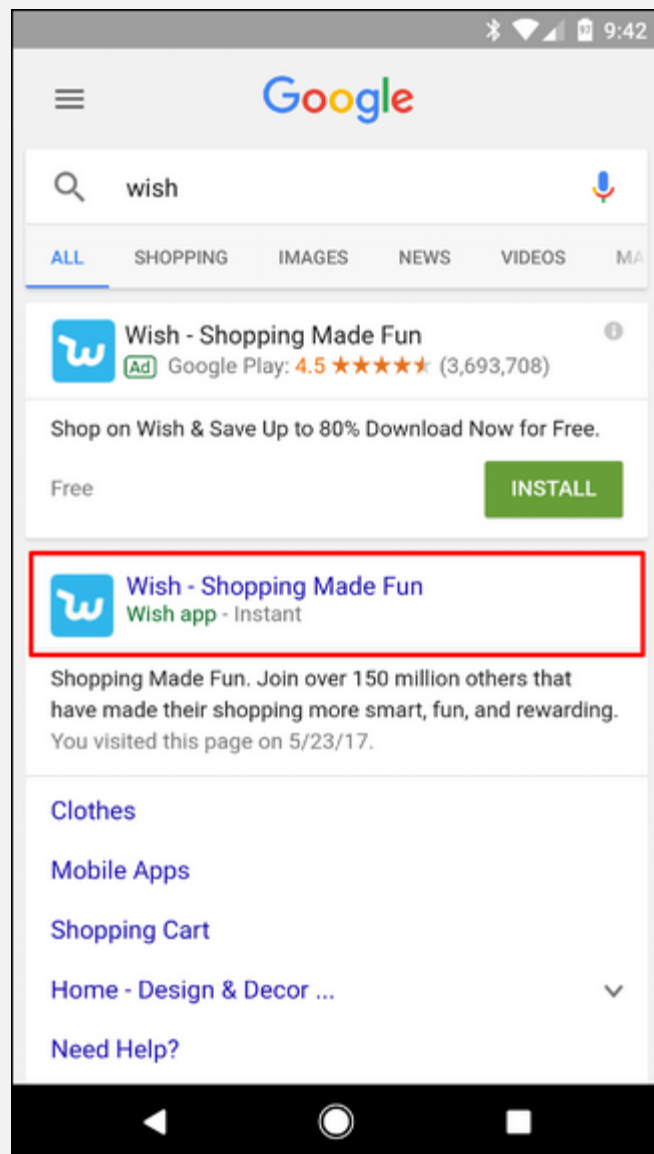 9:42
Google
wish
ALL SHOPPING IMAGES NEWS VIDEOS MA
Wish - Shopping Made Fun
Ad Google Play: 4.5 ★★★★★ (3,693,708)
Shop on Wish & Save Up to 80% Download Now for Free.
Free INSTALL
Wish - Shopping Made Fun
Wish app - Instant
Shopping Made Fun. Join over 150 million others that
have made their shopping more smart, fun, and rewarding.
You visited this page on 5/23/17.
Clothes
Mobile Apps
Shopping Cart
Home - Design & Decor ...
Need Help?